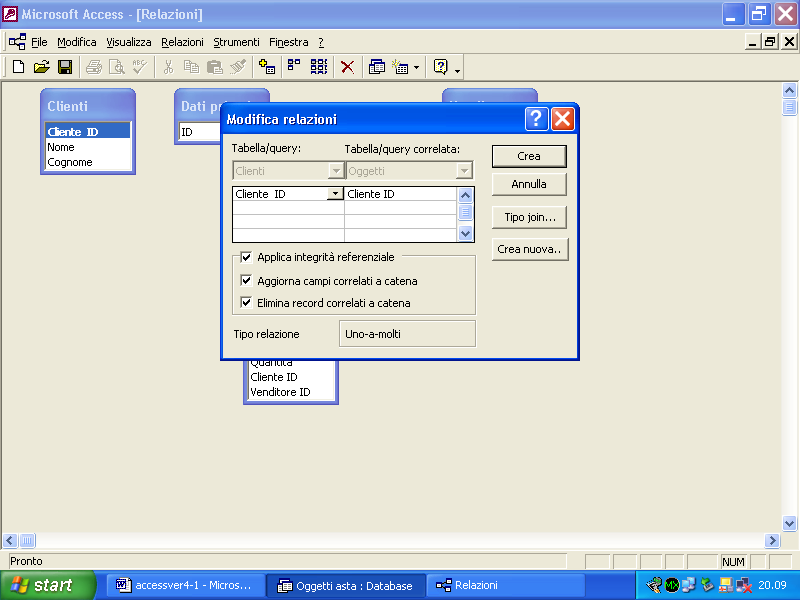 Microsoft Access - [Relazioni]
File Modifica Visualizza Relazioni Strumenti Finestra ?
Clienti
Cliente ID
Nome
Cognome
Dati
ID
Modifica relazioni
Tabella/query: Tabella/query correlata:
Clienti Oggetti
Cliente ID Cliente ID
Crea
Annulla
Tipo join...
Crea nuova..
Applica integrità referenziale
Aggiorna campi correlati a catena
Elimina record correlati a catena
Tipo relazione Uno-a-molti
Quantità
Cliente ID
Venditore ID
Pronto NUM
start accessver4-1 - Micros... Oggetti asta : Database Relazioni 20.09